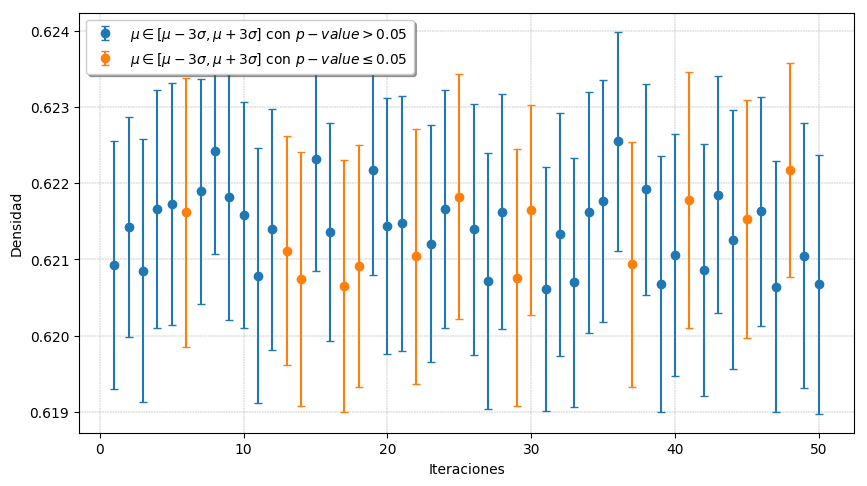 μ ∈ [μ − 3σ, μ + 3σ] con p − value > 0.05
μ ∈ [μ − 3σ, μ + 3σ] con p − value ≤ 0.05
Densidad
0.624
0.623
0.622
0.621
0.620
0.619
0 10 20 30 40 50
Iteraciones